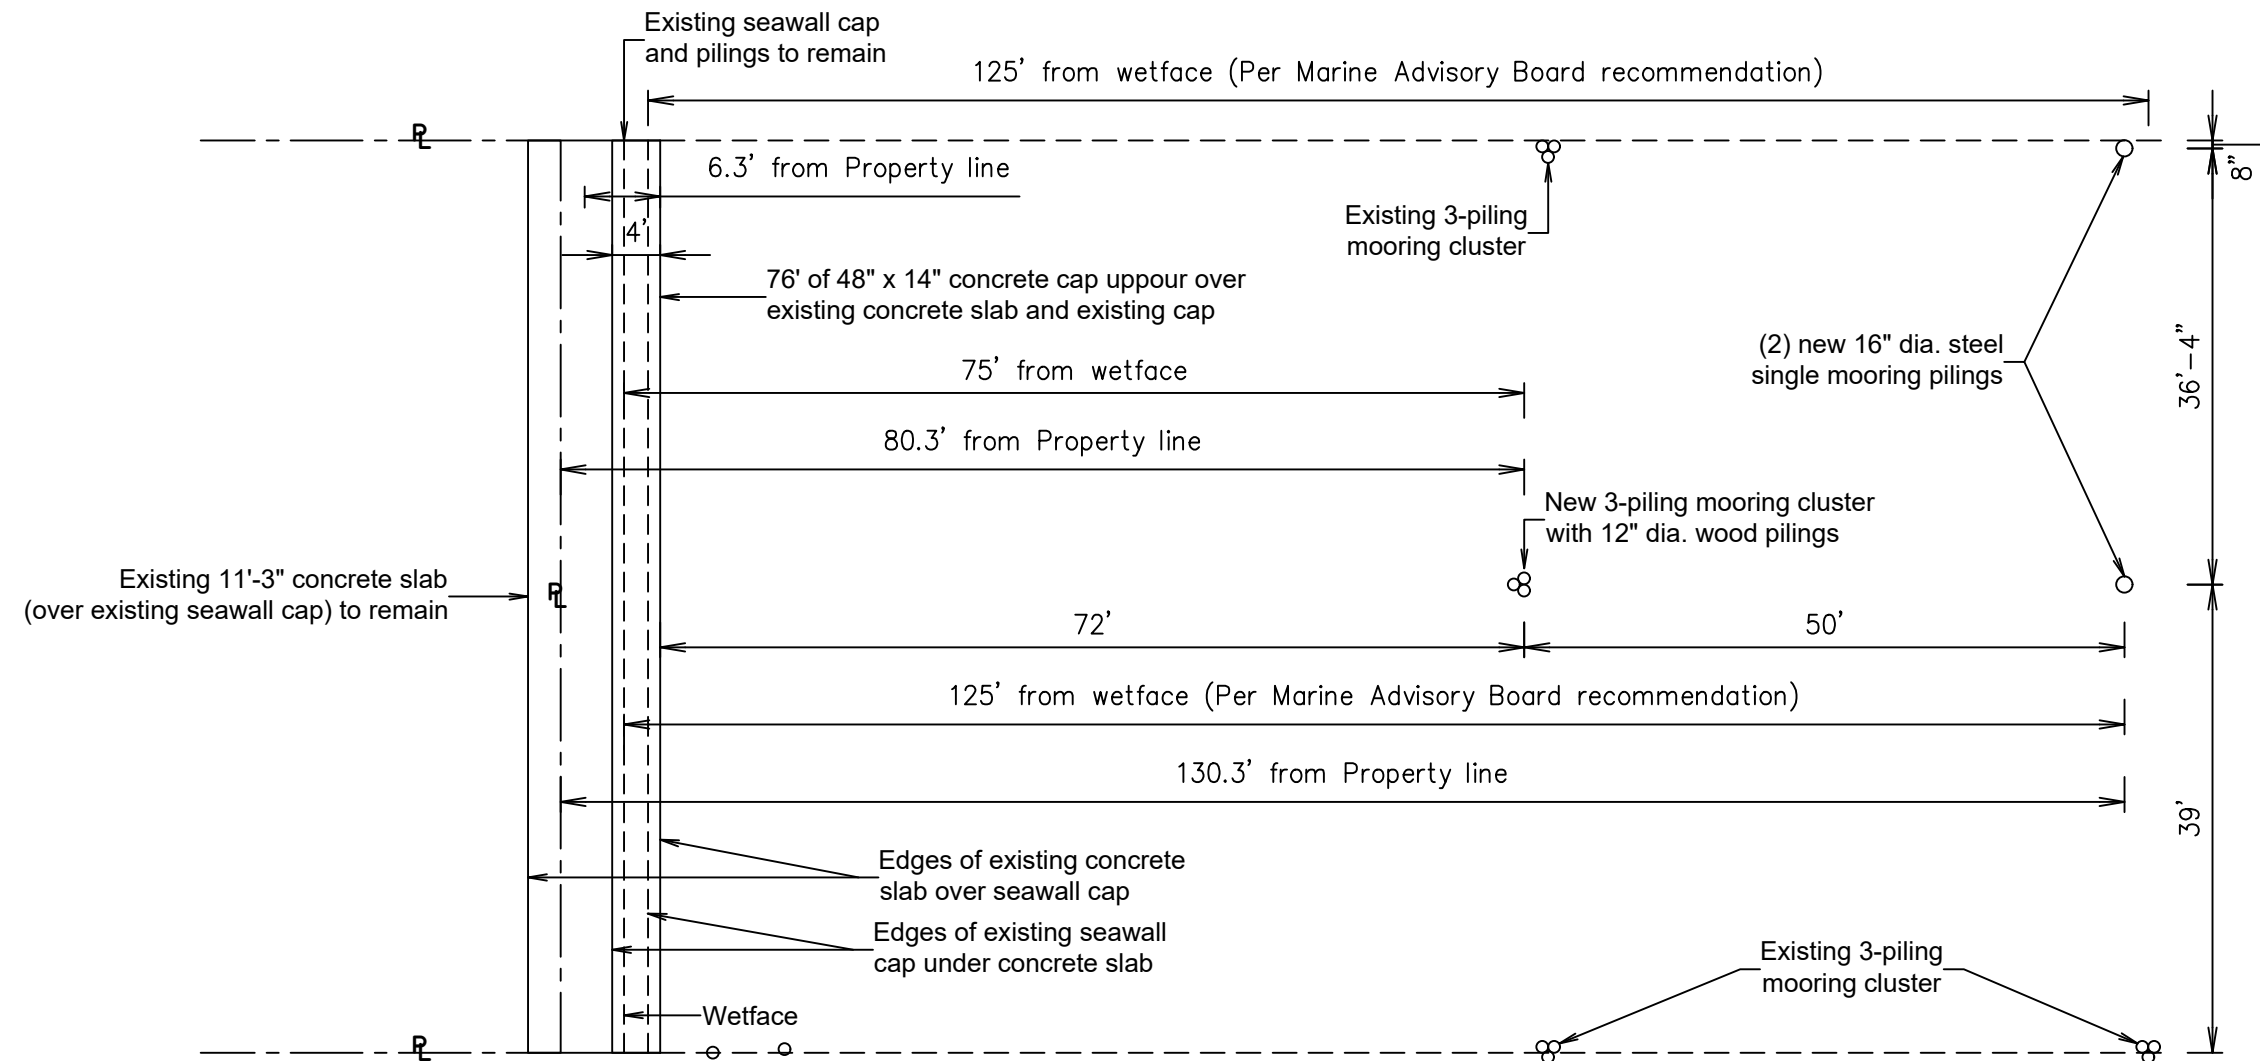 Existing seawall cap
and pilings to remain
125' from wetface (Per Marine Advisory Board recommendation)
PL
6.3' from Property line
8"
4'
Existing 3-piling
mooring cluster
76' of 48" x 14" concrete cap uppour over
existing concrete slab and existing cap
(2) new 16" dia. steel
single mooring pilings
36'-4"
75' from wetface
80.3' from Property line
New 3-piling mooring cluster
with 12" dia. wood pilings
Existing 11'-3" concrete slab
(over existing seawall cap) to remain
PL
72'
50'
125' from wetface (Per Marine Advisory Board recommendation)
130.3' from Property line
39'
Edges of existing concrete
slab over seawall cap
Edges of existing seawall
cap under concrete slab
Existing 3-piling
mooring cluster
Wetface
PL